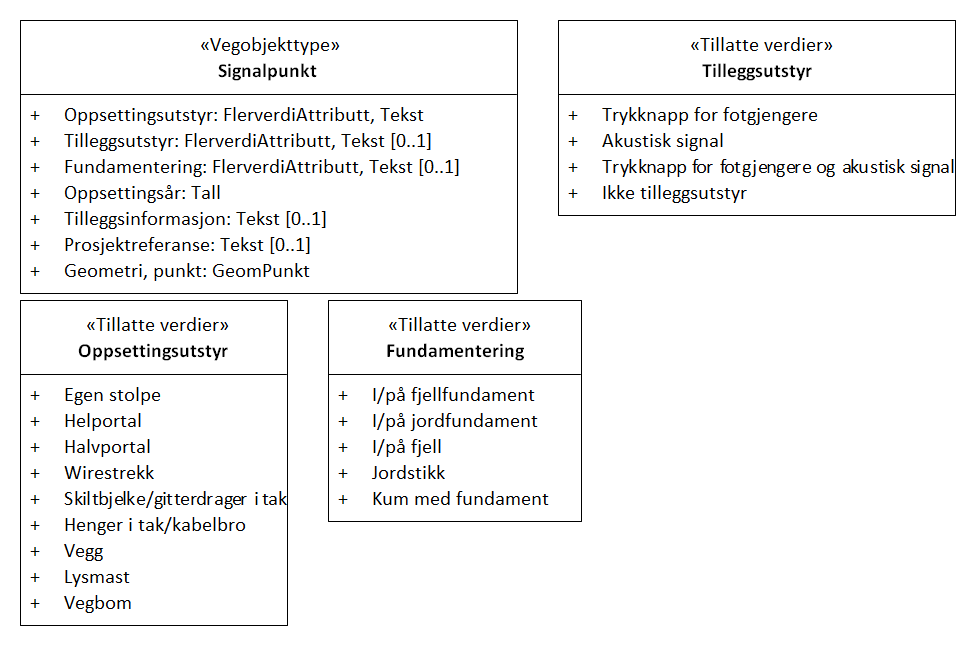 «Vegobjekttype»
Signalpunkt
+ Oppsettingsutstyr: FlerverdiAttributt, Tekst
+ Tilleggsutstyr: FlerverdiAttributt, Tekst [0..1]
+ Fundamentering: FlerverdiAttributt, Tekst [0..1]
+ Oppsettingsår: Tall
+ Tilleggsinformasjon: Tekst [0..1]
+ Prosjektreferanse: Tekst [0..1]
+ Geometri, punkt: GeomPunkt
«Tillatte verdier»
Tilleggsutstyr
+ Trykknapp for fotgjengere
+ Akustisk signal
+ Trykknapp for fotgjengere og akustisk signal
+ Ikke tilleggsutstyr
«Tillatte verdier»
Oppsettingsutstyr
+ Egen stolpe
+ Helportal
+ Halvportal
+ Wirestrekk
+ Skiltbjelke/gitterdrager i tak
+ Henger i tak/kabelbro
+ Vegg
+ Lysmast
+ Vegbom
«Tillatte verdier»
Fundamentering
+ I/på fjellfundament
+ I/på jordfundament
+ I/på fjell
+ Jordstikk
+ Kum med fundament